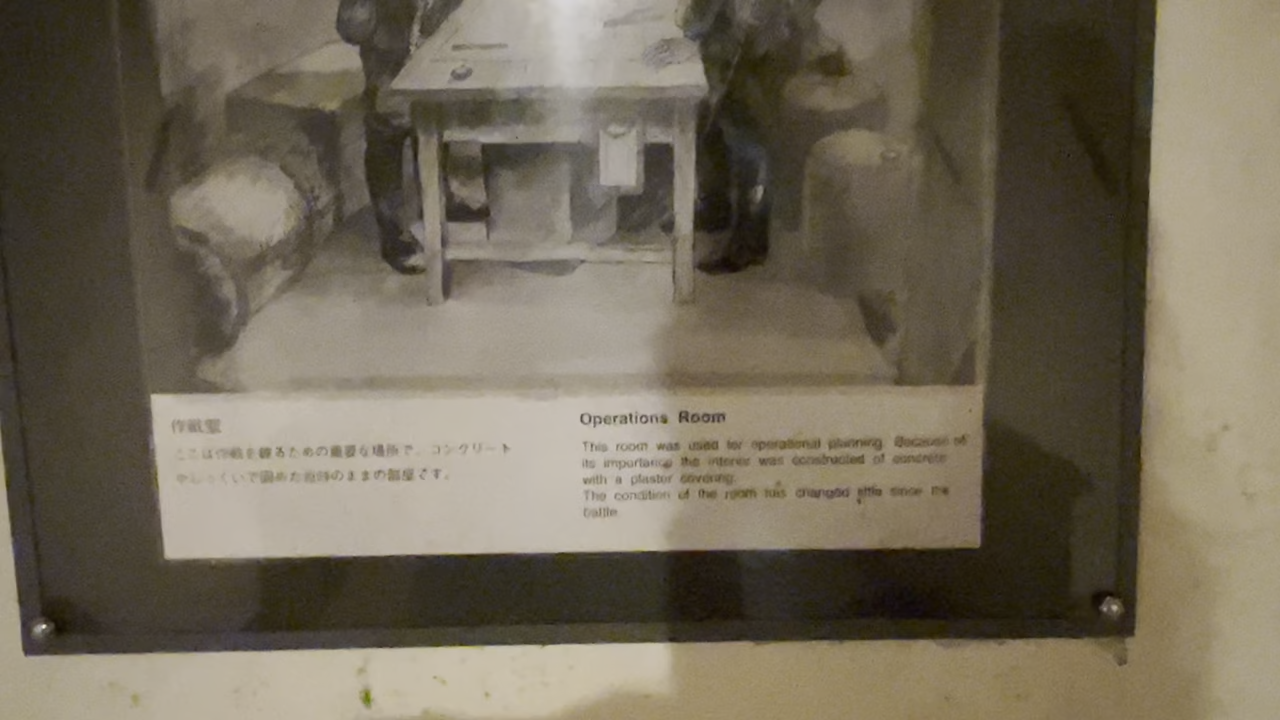 作戦室
ここは作戦を練るための重要な場所で、コンクリート
やしっくいで固めた当時のままの部屋です。
Operations Room
This room was used for operational planning. Because of
its importance the interior was constructed of concrete
with a plaster covering.
The condition of the room has changed little since the
battle.